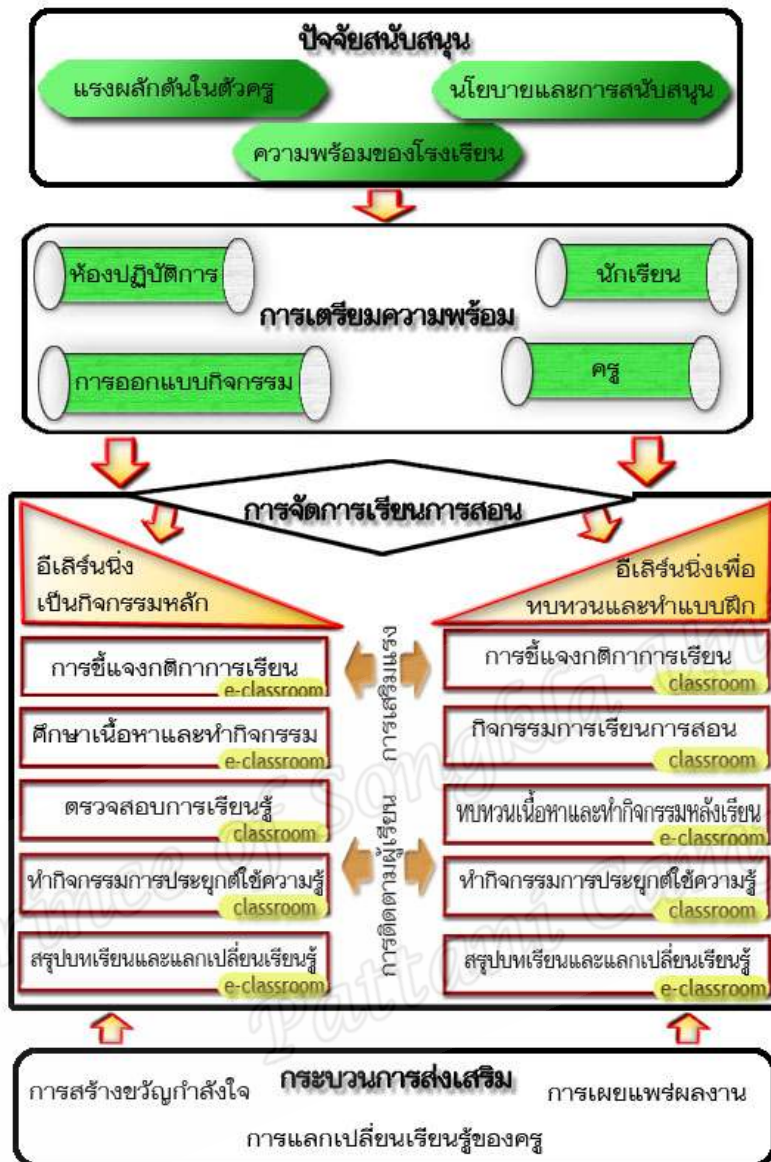 ปัจจัยสนับสนุน
แรงผลักดันในตัวครู
นโยบายและการสนับสนุน
ความพร้อมของโรงเรียน
ห้องปฏิบัติการ
นักเรียน
การเตรียมความพร้อม
การออกแบบกิจกรรม
ครู
การจัดการเรียนการสอน
อีเลิร์นนิ่ง
เป็นกิจกรรมหลัก
อีเลิร์นนิ่งเพื่อ
ทบทวนและทำแบบฝึก
การชี้แจงกติกาการเรียน
e-classroom
ศึกษาเนื้อหาและทำกิจกรรม
e-classroom
ตรวจสอบการเรียนรู้
classroom
ทำกิจกรรมการประยุกต์ใช้ความรู้
classroom
สรุปบทเรียนและแลกเปลี่ยนเรียนรู้
e-classroom
การเสริมแรง
การติดตามผู้เรียน
การชี้แจงกติกาการเรียน
classroom
กิจกรรมการเรียนการสอน
classroom
ทบทวนเนื้อหาและทำกิจกรรมหลังเรียน
e-classroom
ทำกิจกรรมการประยุกต์ใช้ความรู้
classroom
สรุปบทเรียนและแลกเปลี่ยนเรียนรู้
e-classroom
กระบวนการส่งเสริม
การสร้างขวัญกำลังใจ
การเผยแพร่ผลงาน
การแลกเปลี่ยนเรียนรู้ของครู
Prince of Songkla Un
Pattani Cam